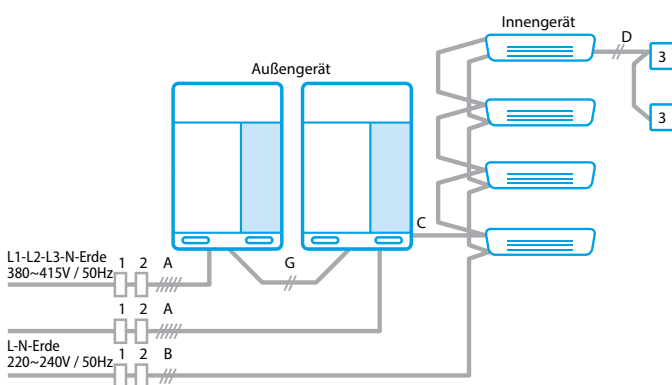 Innengerät
D
3
Außengerät
3
C
L1-L2-L3-N-Erde
380~415V / 50Hz
1 2 A
G
1 2 A
L-N-Erde
220~240V / 50Hz
1 2 B